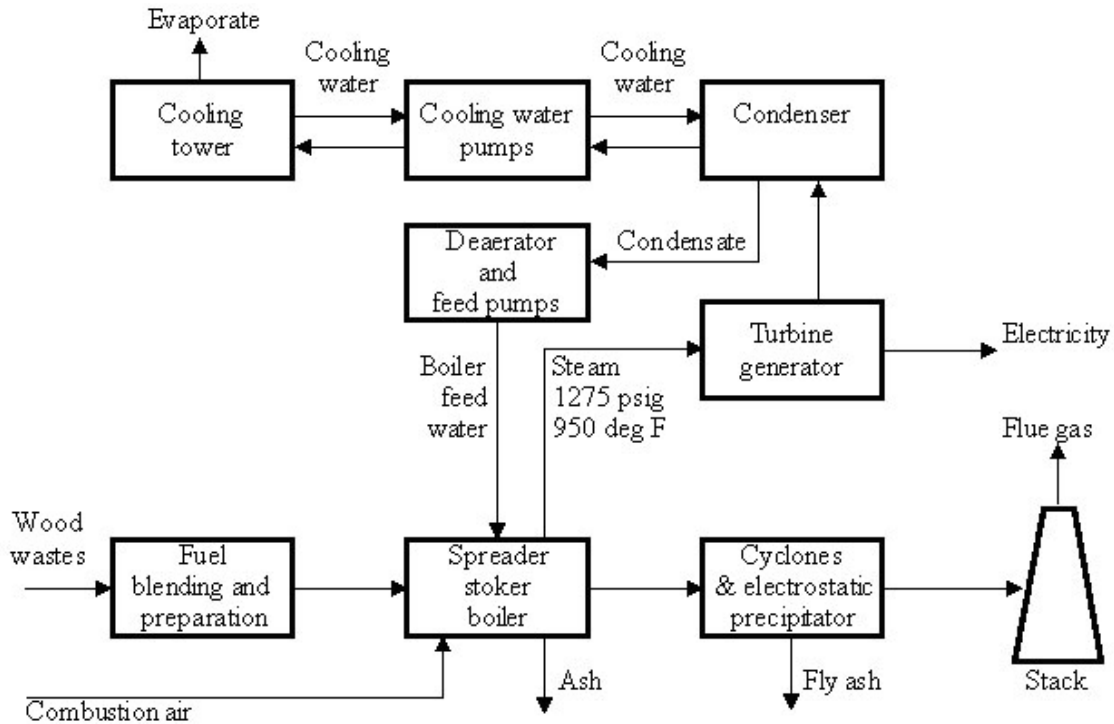 Evaporate
Cooling
water
Cooling
water
Cooling
tower
Cooling water
pumps
Condenser
Deaerator
and
feed pumps
Condensate
Turbine
generator
Electricity
Boiler
feed
water
Steam
1275 psig
950 deg F
Flue gas
Wood
wastes
Fuel
blending and
preparation
Spreader
stoker
boiler
Cyclones
& electrostatic
precipitator
Ash
Fly ash
Stack
Combustion air